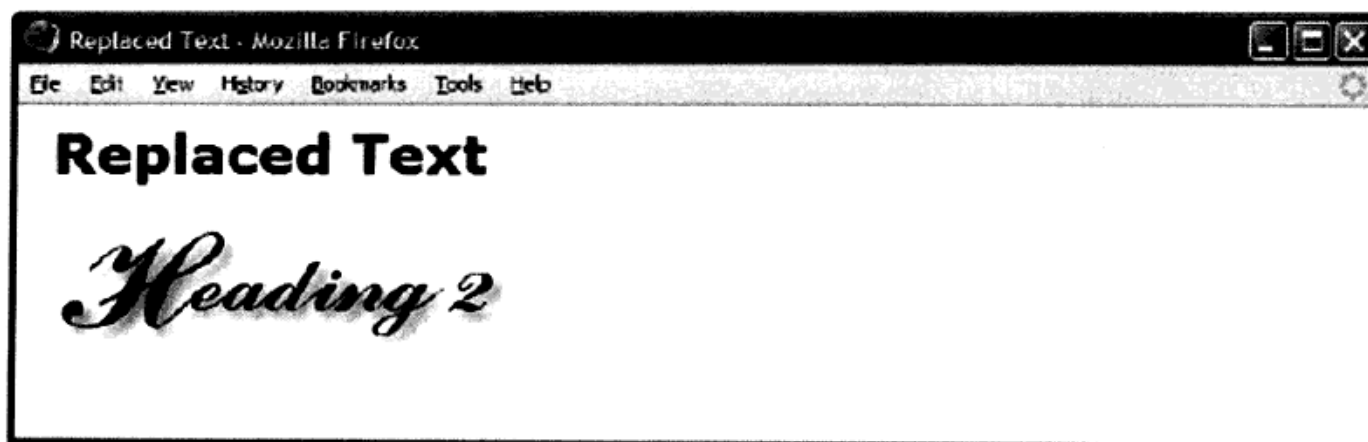 Replaced Text - Mozilla Firefox
File Edit View History Bookmarks Tools Help
Replaced Text
Heading 2